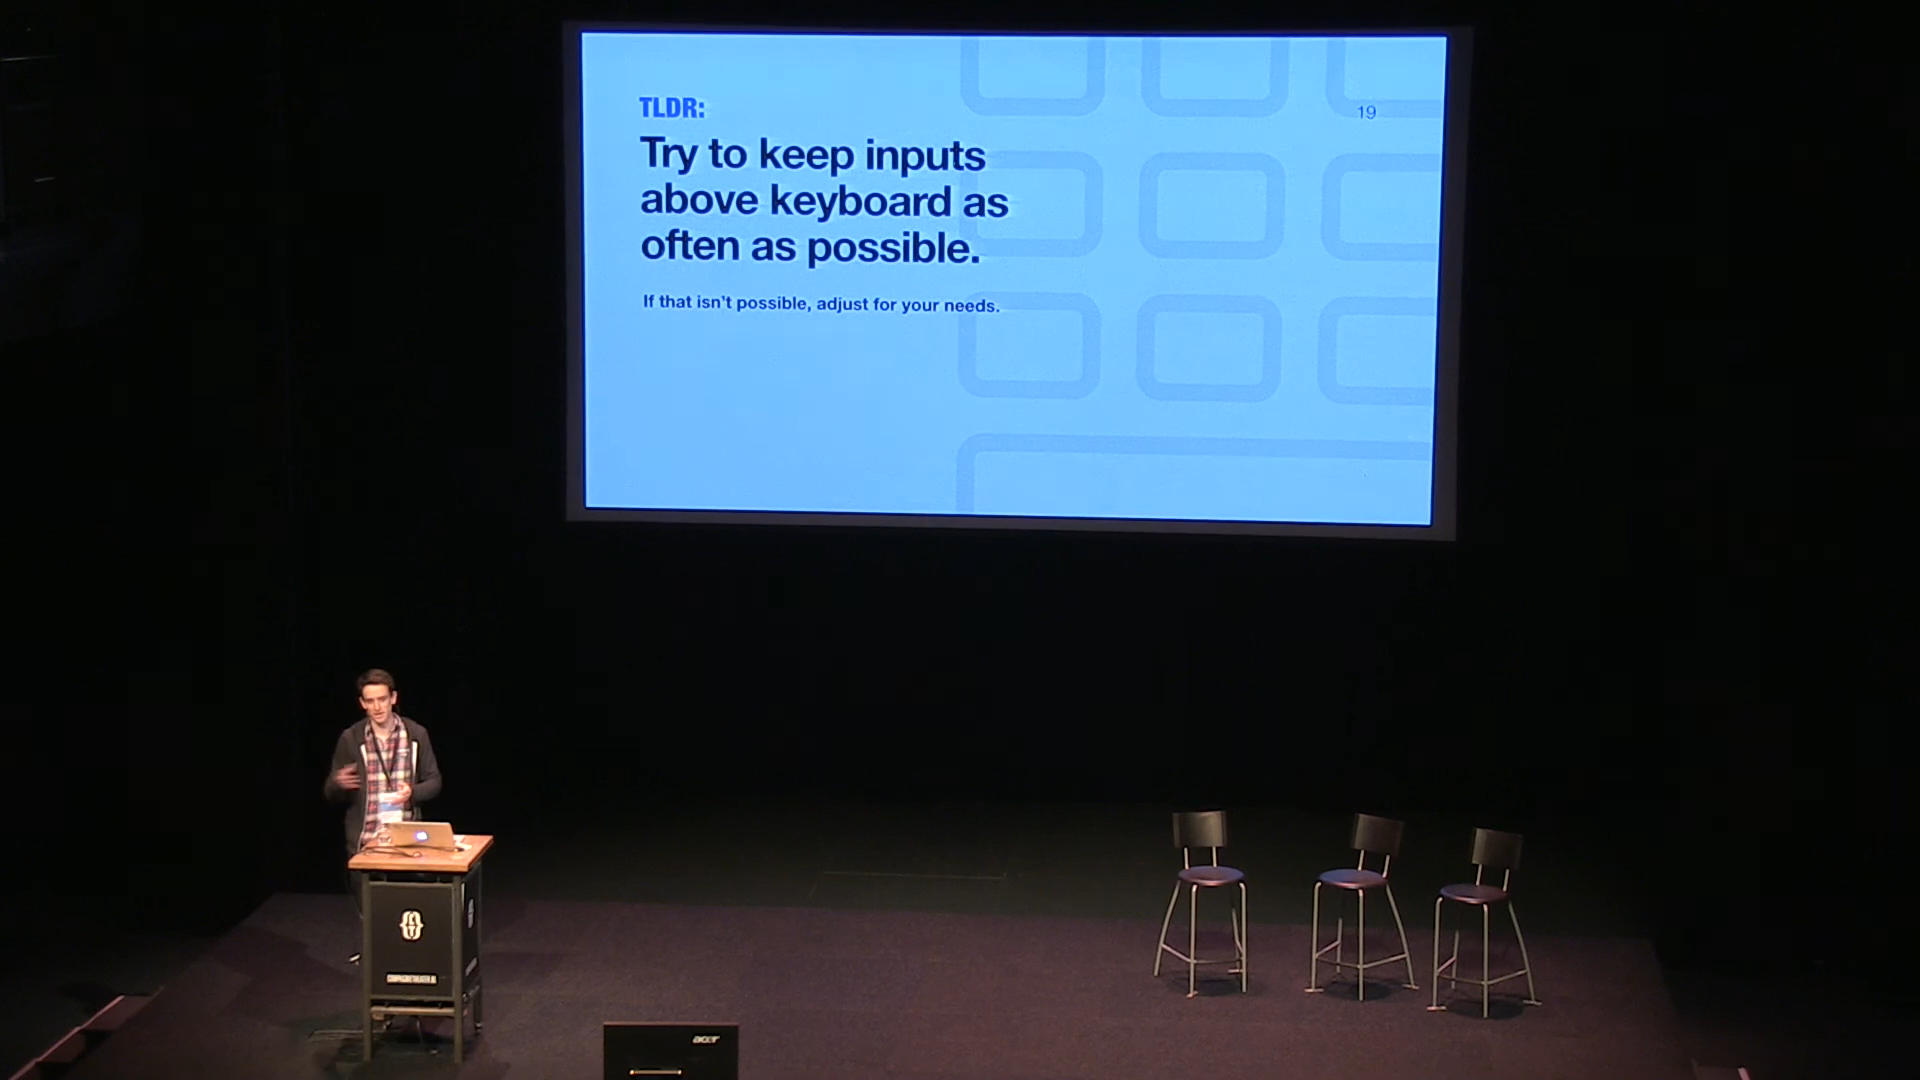 TLDR:
19
Try to keep inputs
above keyboard as
often as possible.
If that isn't possible, adjust for your needs.
acer